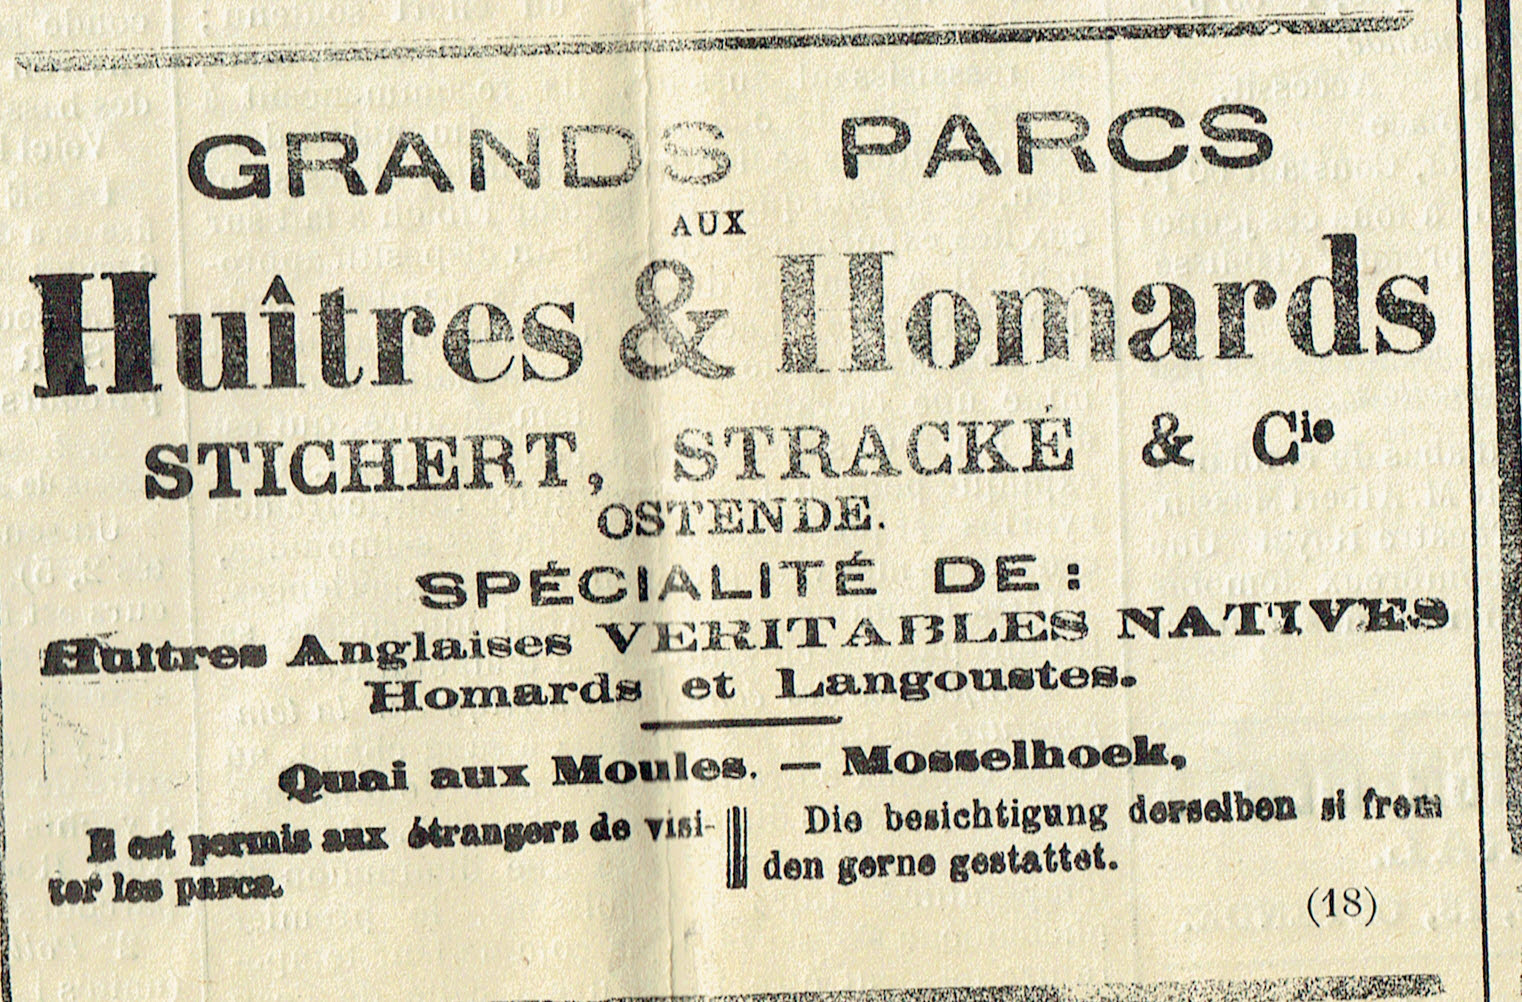 GRANDS PARCS
AUX
Huîtres & Homards
STICHERT, STRACKÉ & Cie
OSTENDE.
SPÉCIALITÉ DE:
Huîtres Anglaises VERITABLES NATIVES
Homards et Langoustes.
Quai aux Moules. — Mosselhoek,
Il est permis aux étrangers de visi-
ter les parcs.
Die besichtigung derselben si frem
den gerne gestattet.
(18)